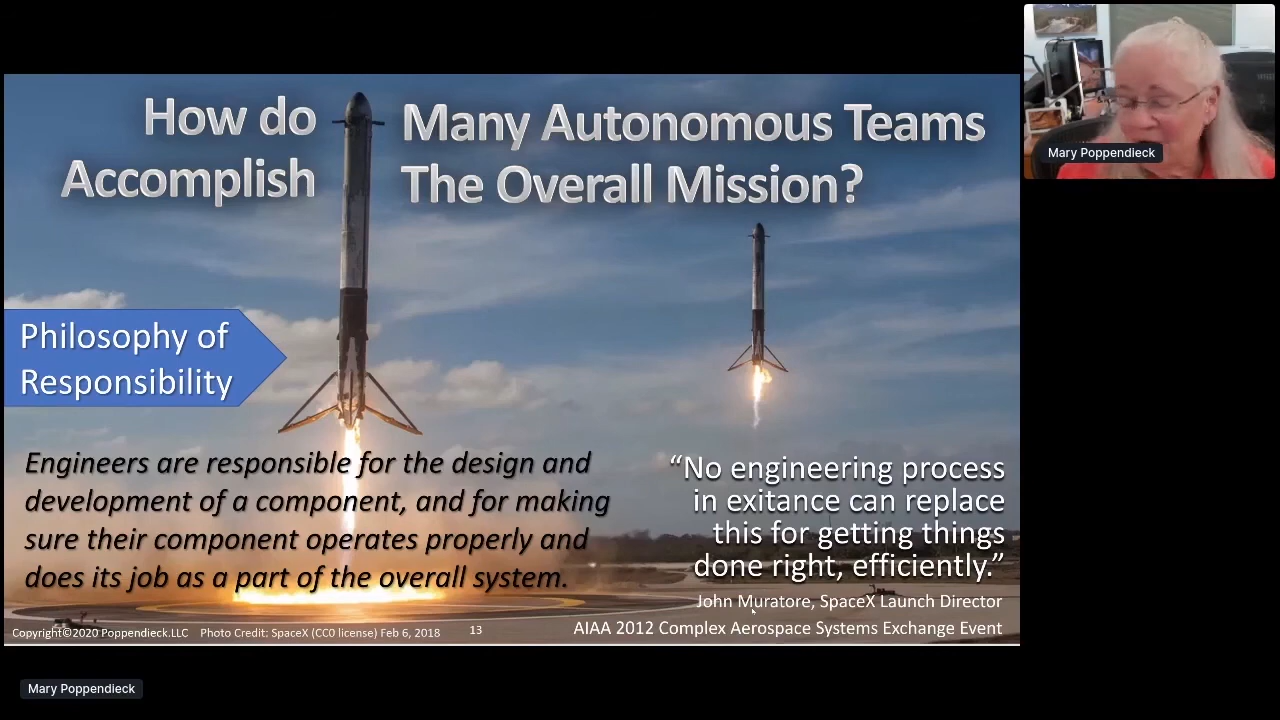 How do
Accomplish
Many Autonomous Teams
The Overall Mission?
Philosophy of
Responsibility
Engineers are responsible for the design and
development of a component, and for making
sure their component operates properly and
does its job as a part of the overall system.
“No engineering process
in exitance can replace
this for getting things
done right, efficiently.”
John Muratore, SpaceX Launch Director
AIAA 2012 Complex Aerospace Systems Exchange Event
Copyright©2020 Poppendieck.LLC Photo Credit: SpaceX (CC0 license) Feb 6, 2018
13
Mary Poppendieck
Mary Poppendieck